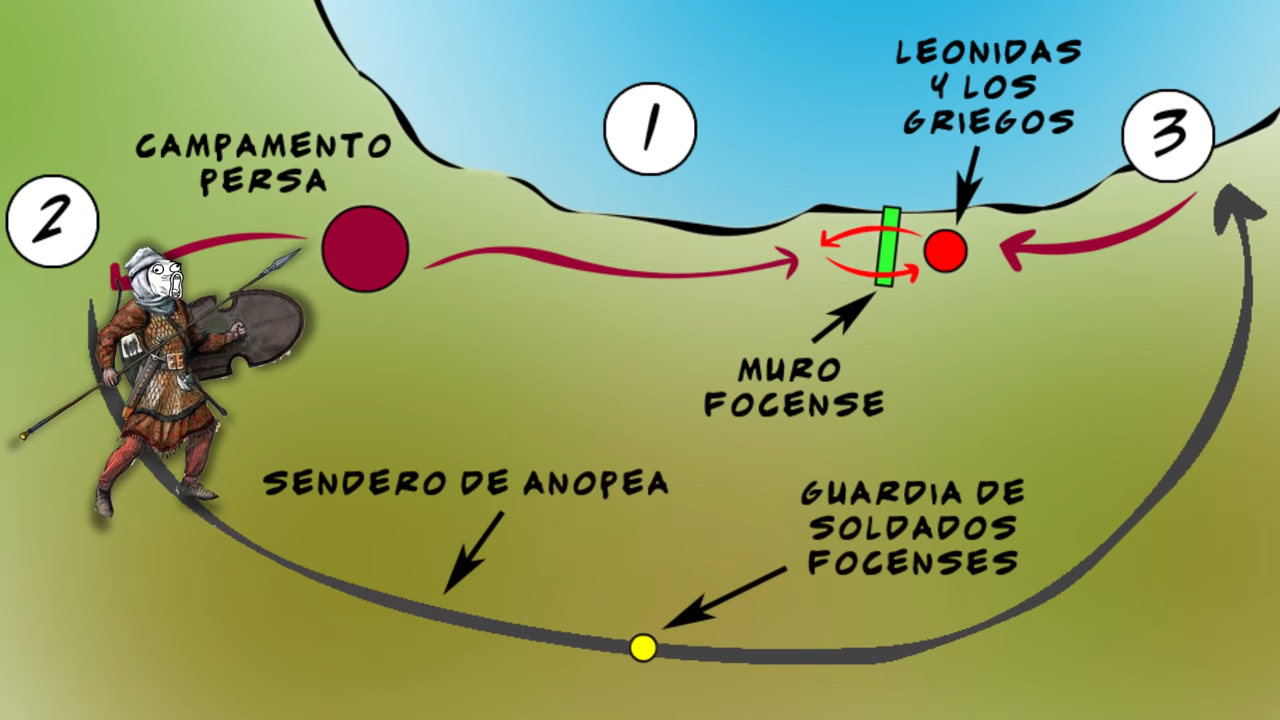 LEONIDAS
Y LOS
GRIEGOS
1
3
CAMPAMENTO
PERSA
2
MURO
FOCENSE
SENDERO DE ANOPEA
GUARDIA DE
SOLDADOS
FOCENSES